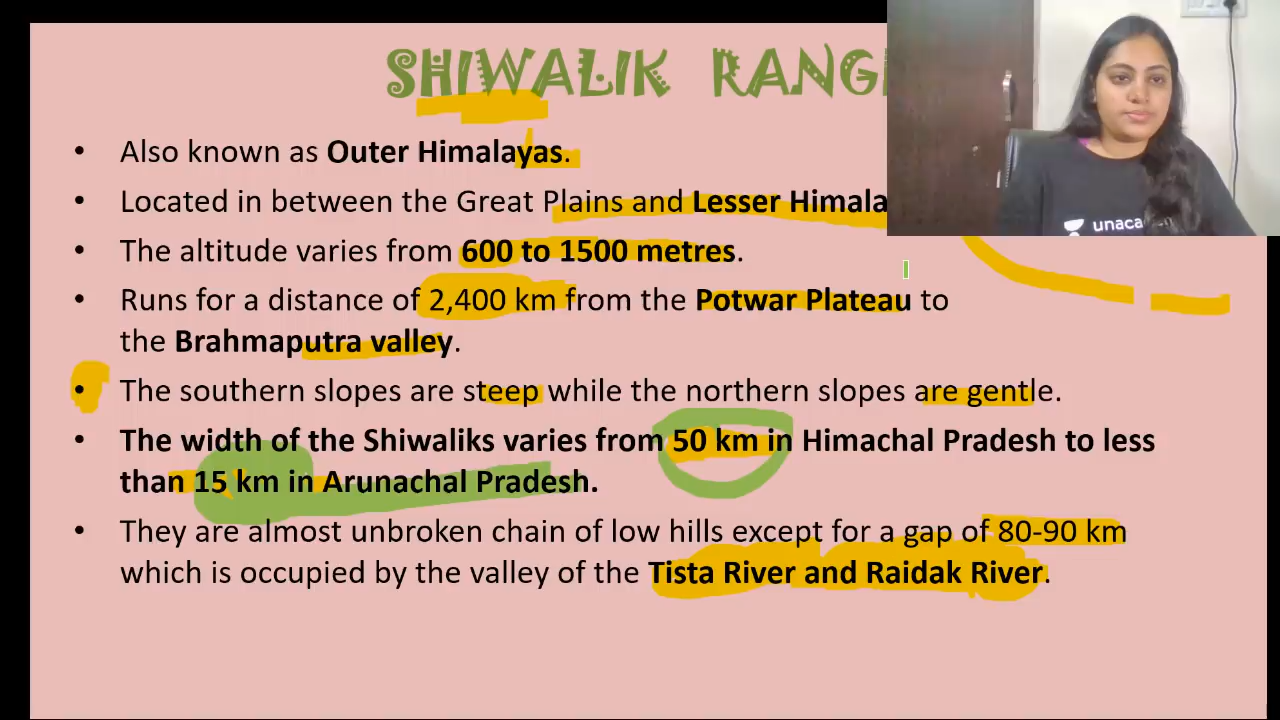 SHIWALIK RANG
• Also known as Outer Himalayas.
• Located in between the Great Plains and Lesser Himala
• The altitude varies from 600 to 1500 metres.
• Runs for a distance of 2,400 km from the Potwar Plateau to
the Brahmaputra valley.
• The southern slopes are steep while the northern slopes are gentle.
• The width of the Shiwaliks varies from 50 km in Himachal Pradesh to less
than 15 km in Arunachal Pradesh.
• They are almost unbroken chain of low hills except for a gap of 80-90 km
which is occupied by the valley of the Tista River and Raidak River.
unaca